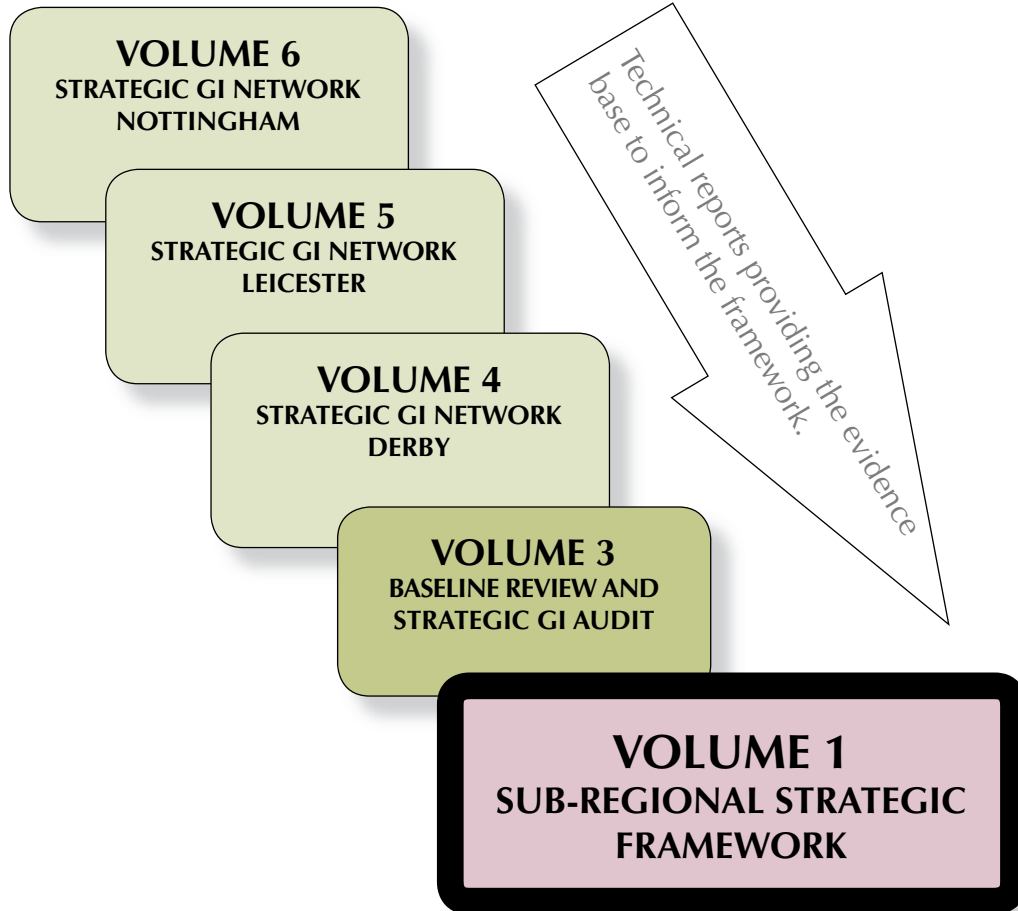 VOLUME 6
STRATEGIC GI NETWORK
NOTTINGHAM
VOLUME 5
STRATEGIC GI NETWORK
LEICESTER
VOLUME 4
STRATEGIC GI NETWORK
DERBY
VOLUME 3
BASELINE REVIEW AND
STRATEGIC GI AUDIT
VOLUME 1
SUB-REGIONAL STRATEGIC
FRAMEWORK
Technical reports providing the evidence
base to inform the framework.